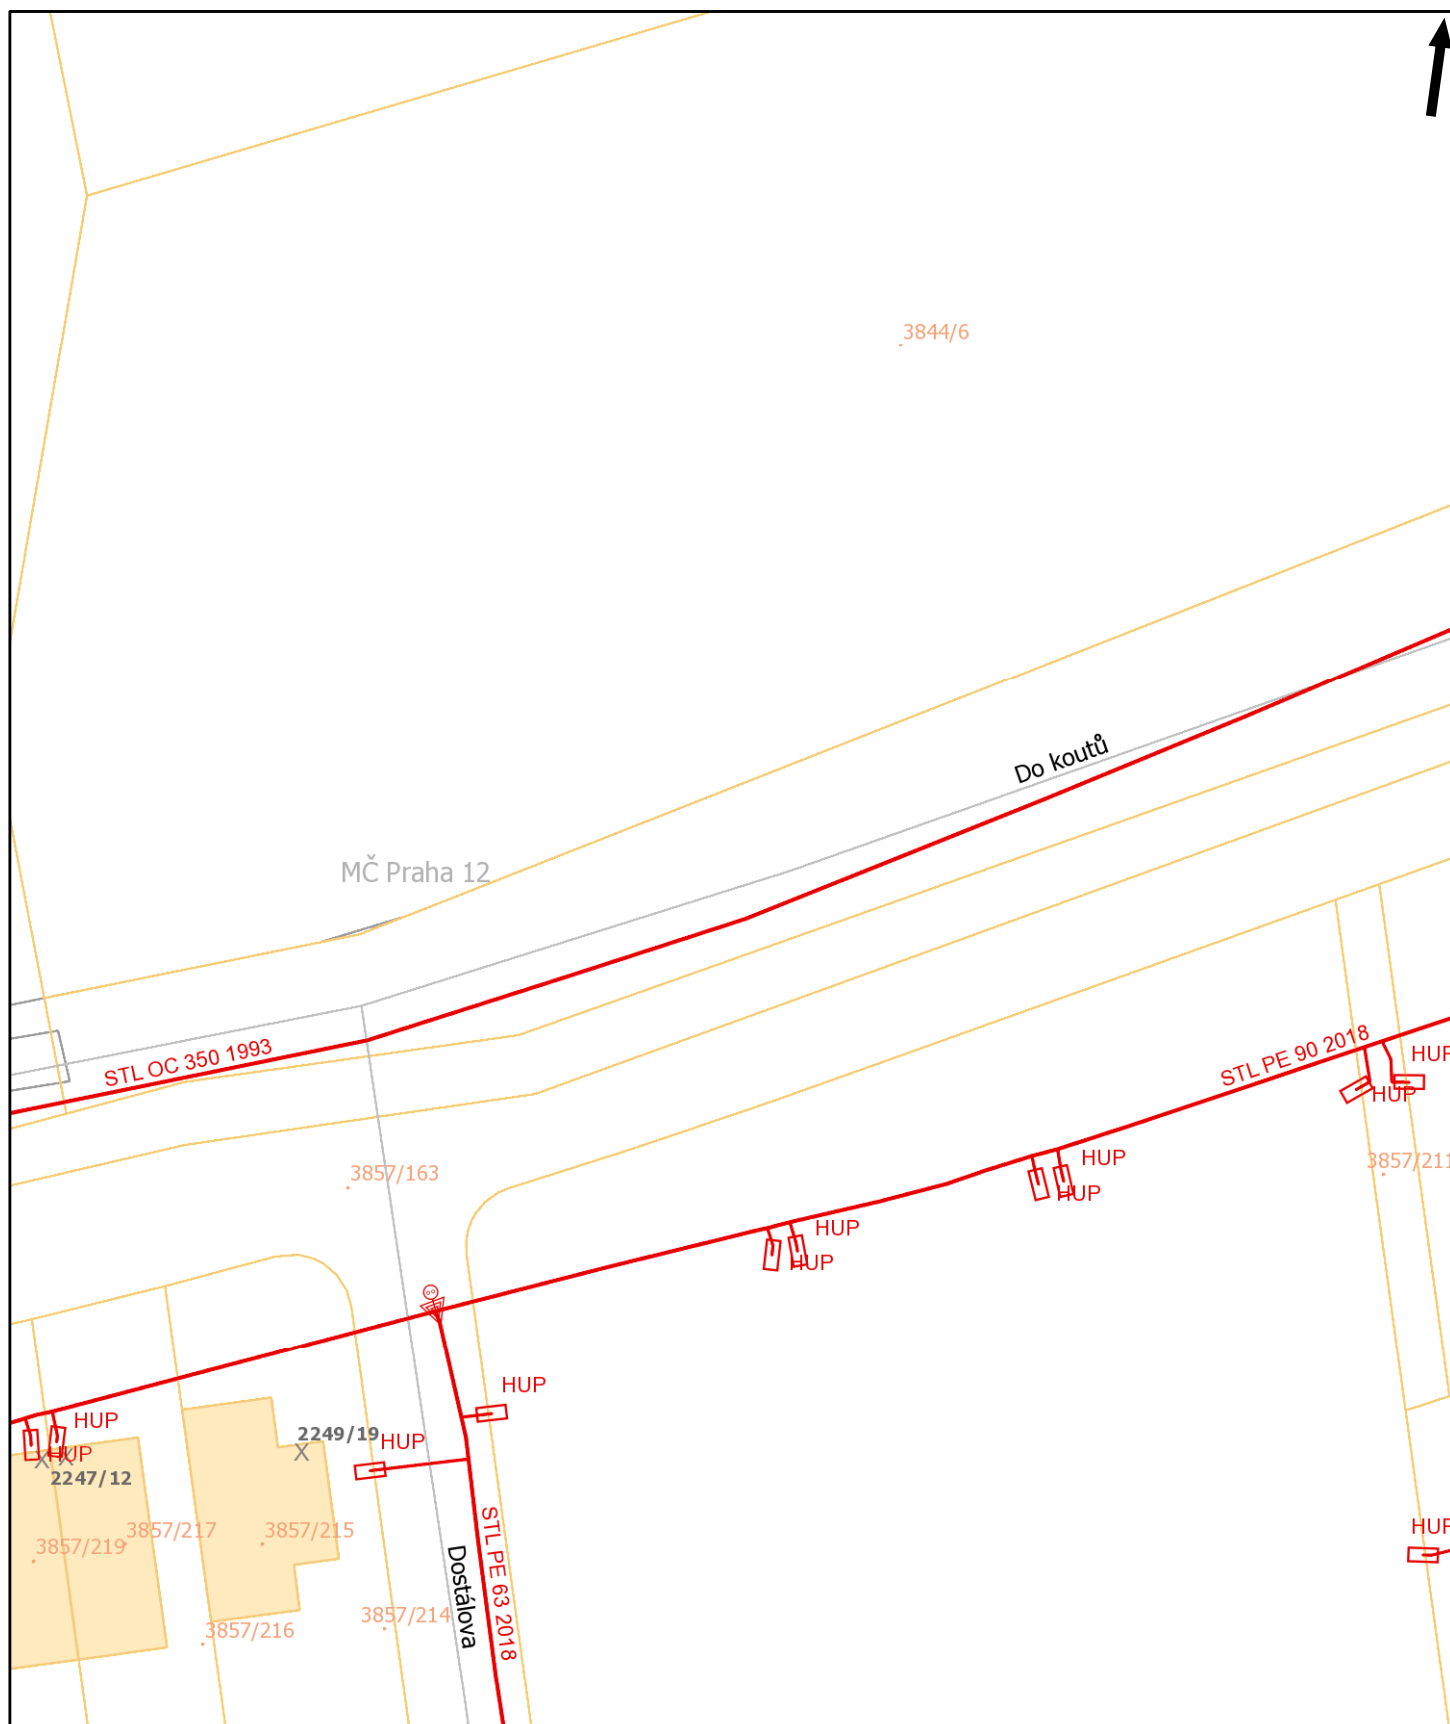 3844/6
Do koutů
MČ Praha 12
STL OC 350 1993
STL PE 90 2018
HUP
HUP
3857/163
HUP
HUP
3857/211
HUP
HUP
HUP
HUP
HUP
2249/19
HUP
HUP
2247/12
STL PE 63 2018
3857/217
3857/215
HUP
3857/219
Dostálova
3857/214
3857/216